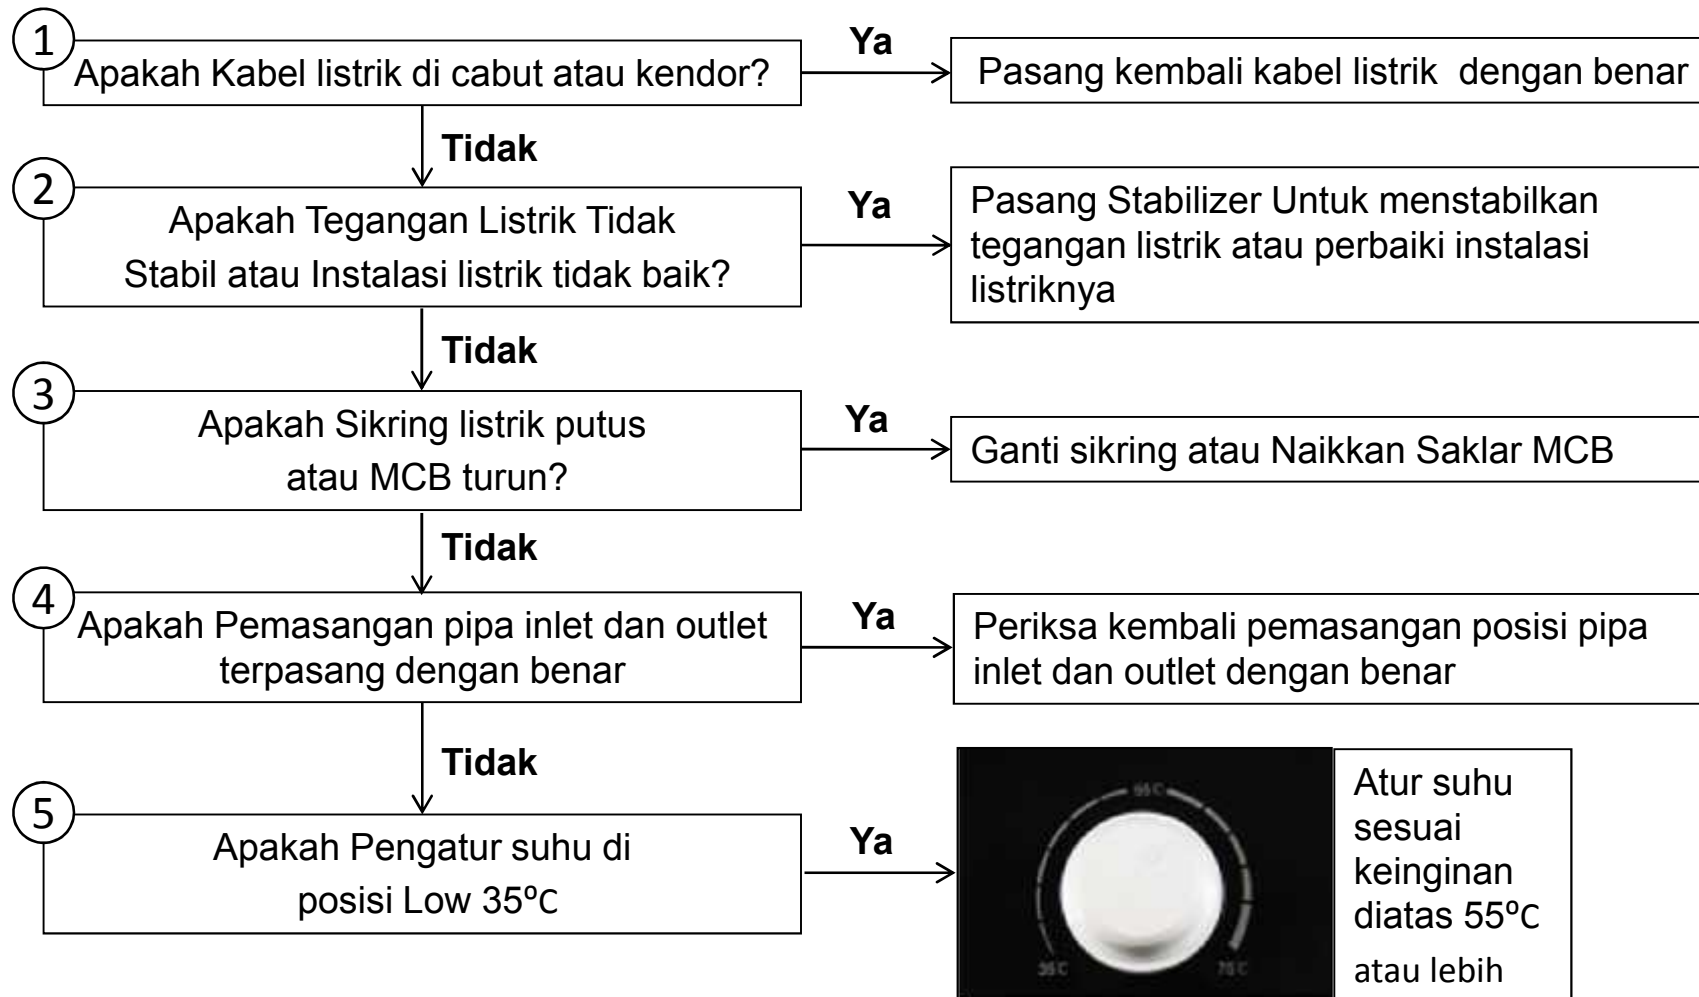 1
Apakah Kabel listrik di cabut atau kendor?
Ya
Pasang kembali kabel listrik dengan benar
Tidak
2
Apakah Tegangan Listrik Tidak
Stabil atau Instalasi listrik tidak baik?
Ya
Pasang Stabilizer Untuk menstabilkan
tegangan listrik atau perbaiki instalasi
listriknya
Tidak
3
Apakah Sikring listrik putus
atau MCB turun?
Ya
Ganti sikring atau Naikkan Saklar MCB
Tidak
4
Apakah Pemasangan pipa inlet dan outlet
terpasang dengan benar
Ya
Periksa kembali pemasangan posisi pipa
inlet dan outlet dengan benar
Tidak
5
Apakah Pengatur suhu di
posisi Low 35⁰C
Ya
35°C
75°C
Atur suhu
sesuai
keinginan
diatas 55⁰C
atau lebih